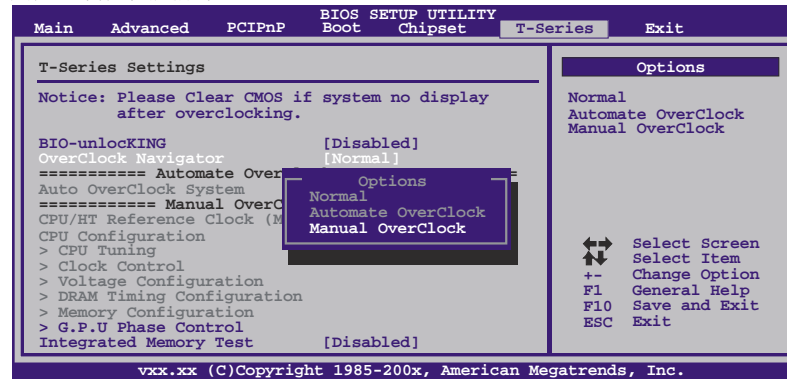 BIOS SETUP UTILITY
Main Advanced PCIPnP Boot Chipset T-Series Exit
T-Series Settings
Notice: Please Clear CMOS if system no display
after overclocking.
BIO-unlocKING [Disabled]
OverClock Navigator [Normal]
=========== Automate Over
Auto OverClock System
============ Manual OverC
CPU/HT Reference Clock (M
CPU Configuration
> CPU Tuning
> Clock Control
> Voltage Configuration
> DRAM Timing Configuration
> Memory Configuration
> G.P.U Phase Control
Integrated Memory Test [Disabled]
Options
Normal
Automate OverClock
Manual OverClock
Options
Normal
Automate OverClock
Manual OverClock
Select Screen
Select Item
+- Change Option
F1 General Help
F10 Save and Exit
ESC Exit
vxx.xx (C)Copyright 1985-200x, American Megatrends, Inc.